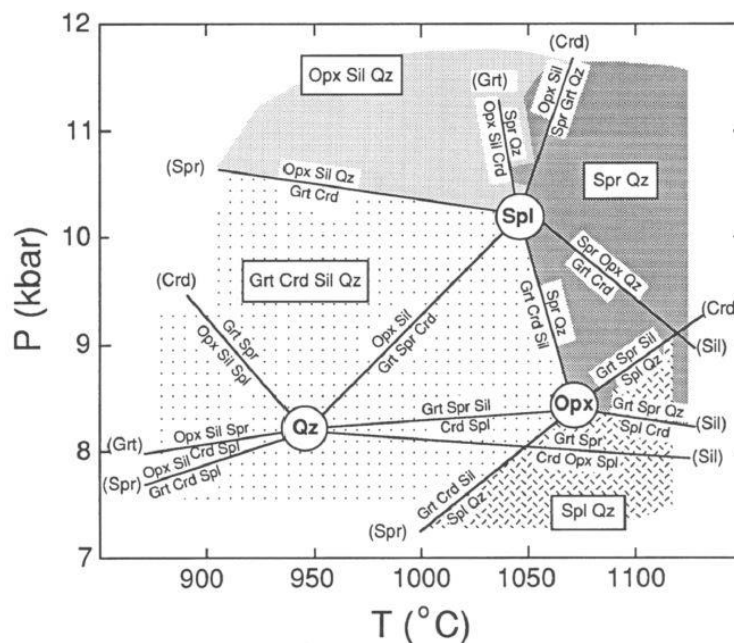 12
11
10
9
8
7
P (kbar)
900
950
1000
1050
1100
T (°C)
Opx Sil Qz
(Crd)
(Grt)
Opx Sil
Spr Grt Qz
Spr Qz
Opx Sil Crd
(Spr)
Opx Sil Qz
Grt Crd
Spl
Spr Qz
Grt Crd Sil Qz
Spr Opx Qz
Grt Crd
Spr Qz
Grt Crd Sil
(Crd)
Grt Spr
Opx Sil Spl
Opx Sil
Grt Spr Crd
(Crd)
Grt Spr Sil
Spl Qz
(Sil)
Opx
Grt Spr Qz
Spl Crd
(Sil)
Grt Spr Sil
Crd Spl
Qz
(Grt)
Opx Sil Spr
Crd Spl
(Spr)
Opx Sil
Grt Crd Spl
Grt Spr
Crd Opx Spl
(Sil)
Grt Crd Sil
Spl Qz
(Spr)
Spl Qz